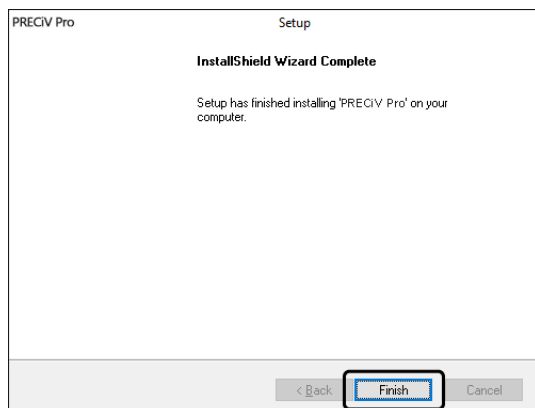 PRECiV Pro Setup
InstallShield Wizard Complete
Setup has finished installing 'PRECiV Pro' on your
computer.
< Back Finish Cancel